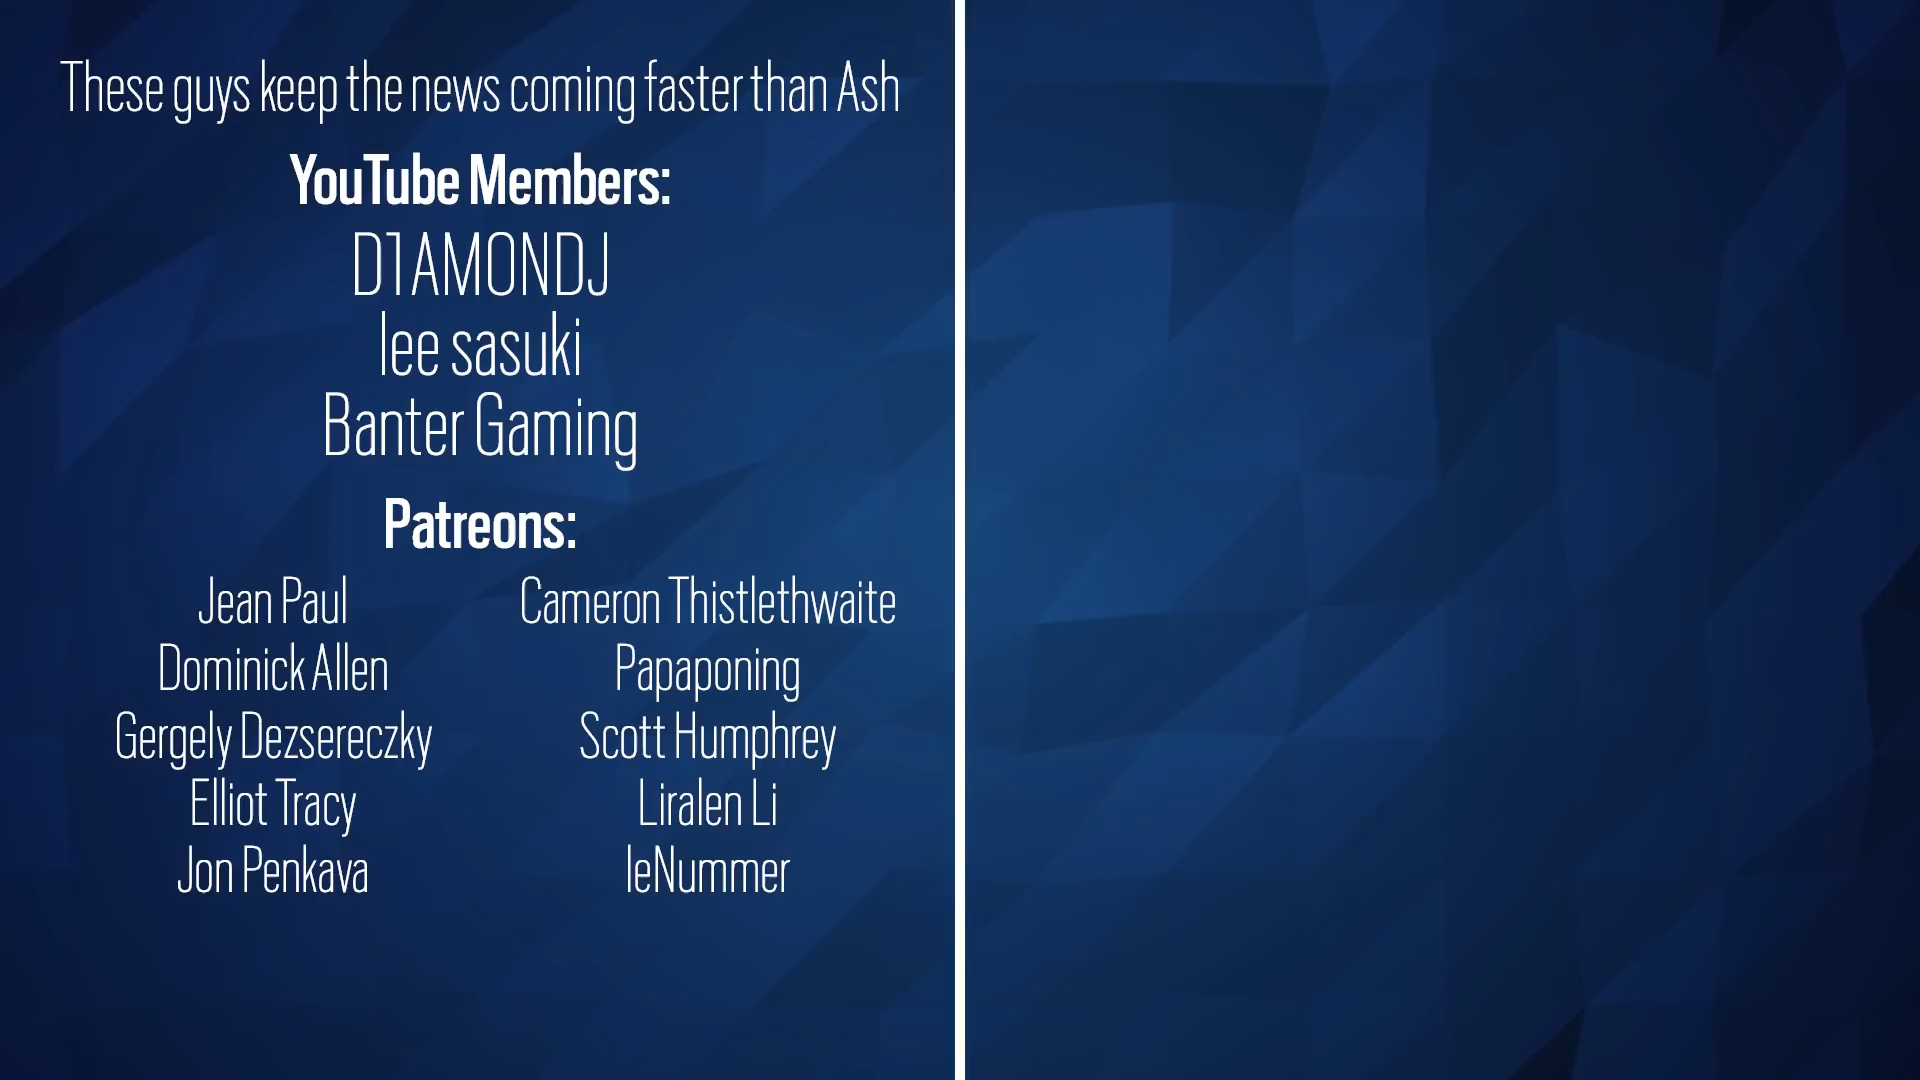 These guys keep the news coming faster than Ash
YouTube Members:
D1AMONDJ
lee sasuki
Banter Gaming
Patreons:
Jean Paul
Dominick Allen
Gergely Dezsereczky
Elliot Tracy
Jon Penkava
Cameron Thistlethwaite
Papaponing
Scott Humphrey
Liralen Li
leNummer